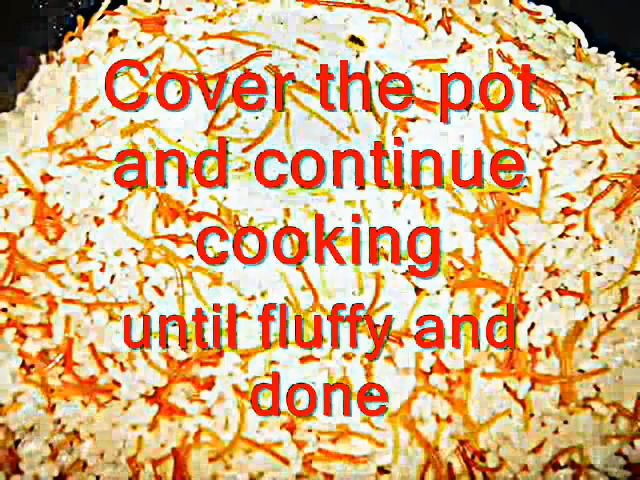 Cover the pot
and continue
cooking
until fluffy and
done